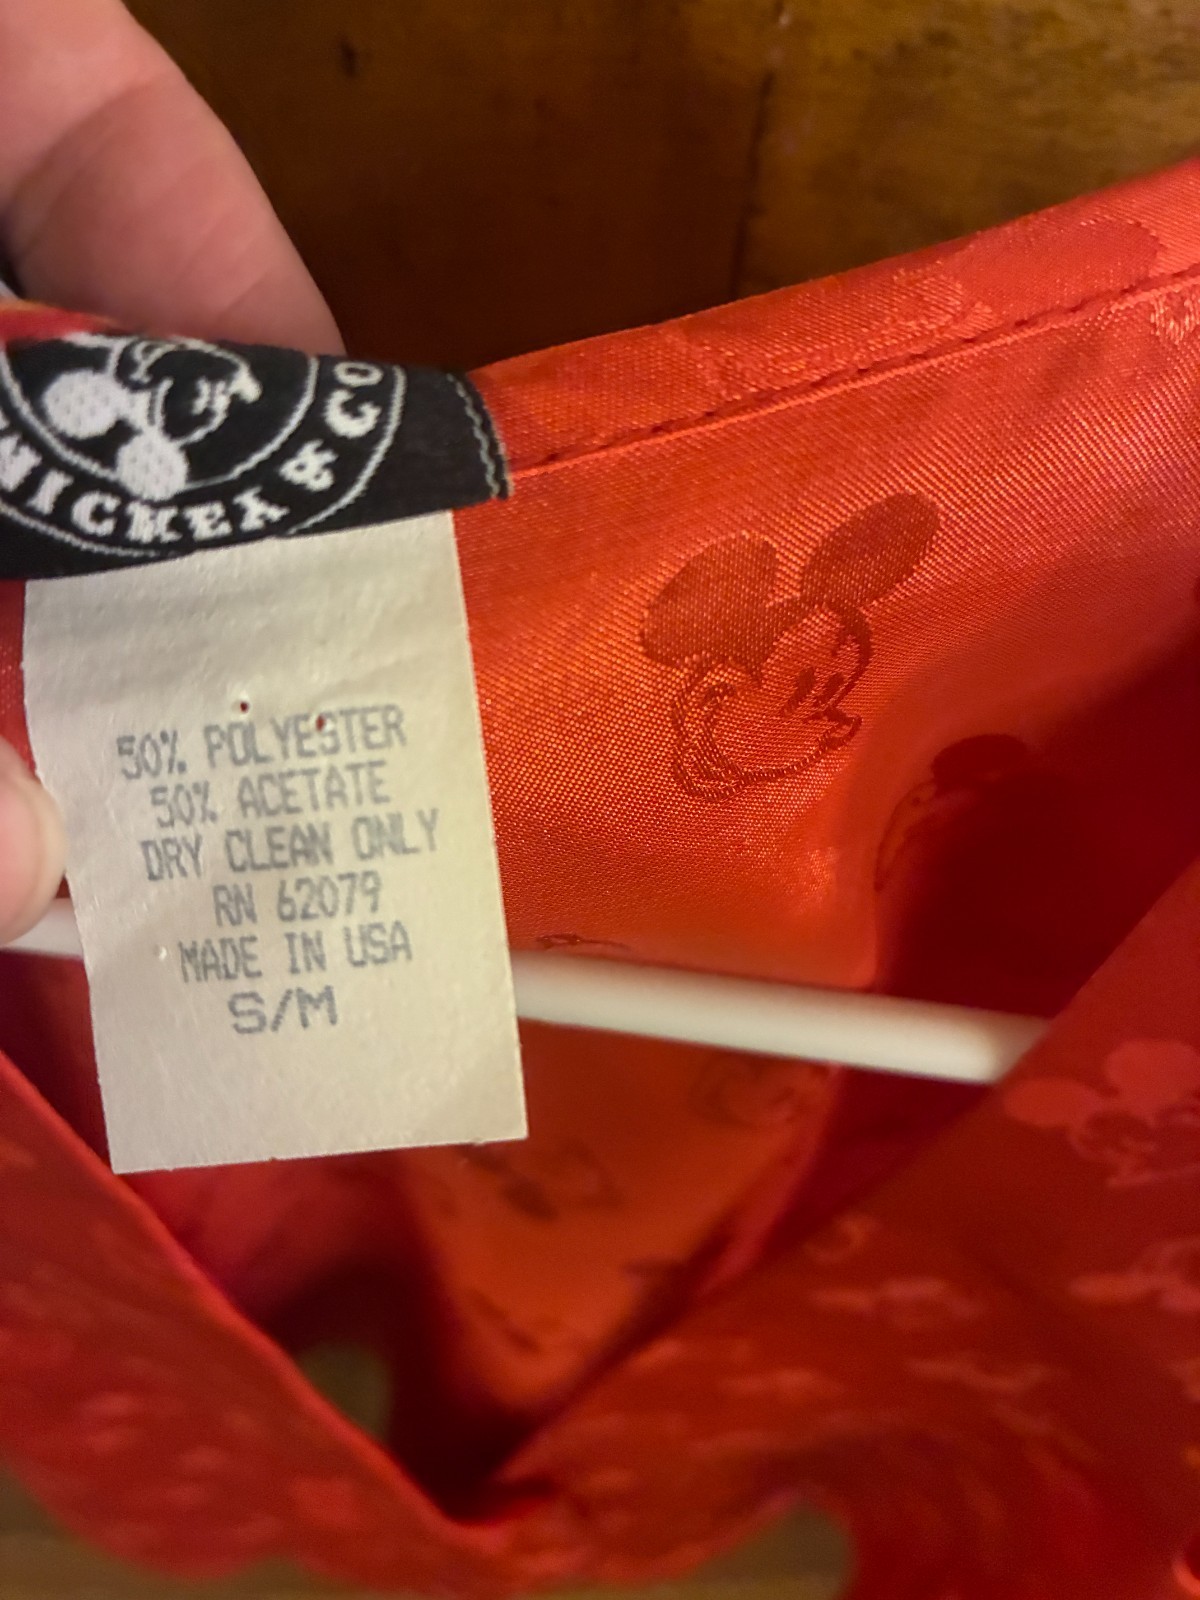 MICKEY & CO
50% POLYESTER
50% ACETATE
DRY CLEAN ONLY
RN 62079
MADE IN USA
S/M